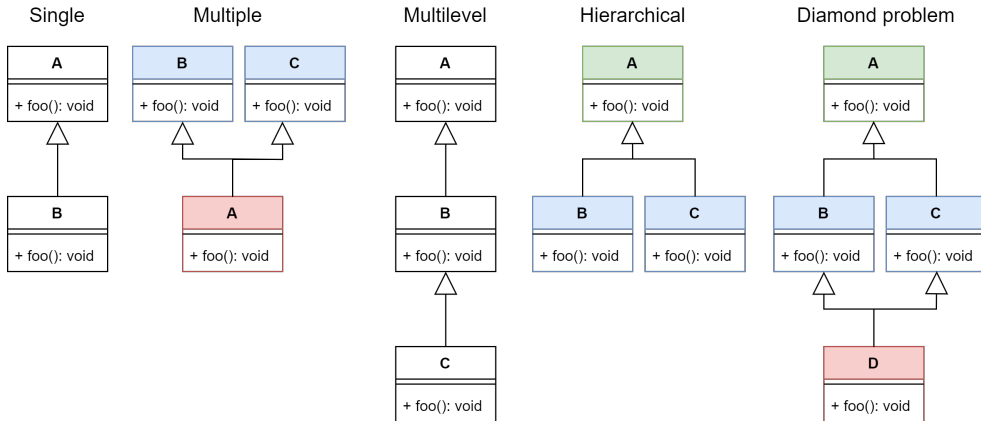 Single
Multiple
Multilevel
Hierarchical
Diamond problem
A
B
C
A
A
A
+ foo(): void
+ foo(): void
+ foo(): void
+ foo(): void
+ foo(): void
+ foo(): void
B
A
B
B
C
B
C
+ foo(): void
+ foo(): void
+ foo(): void
+ foo(): void
+ foo(): void
+ foo(): void
+ foo(): void
C
D
+ foo(): void
+ foo(): void